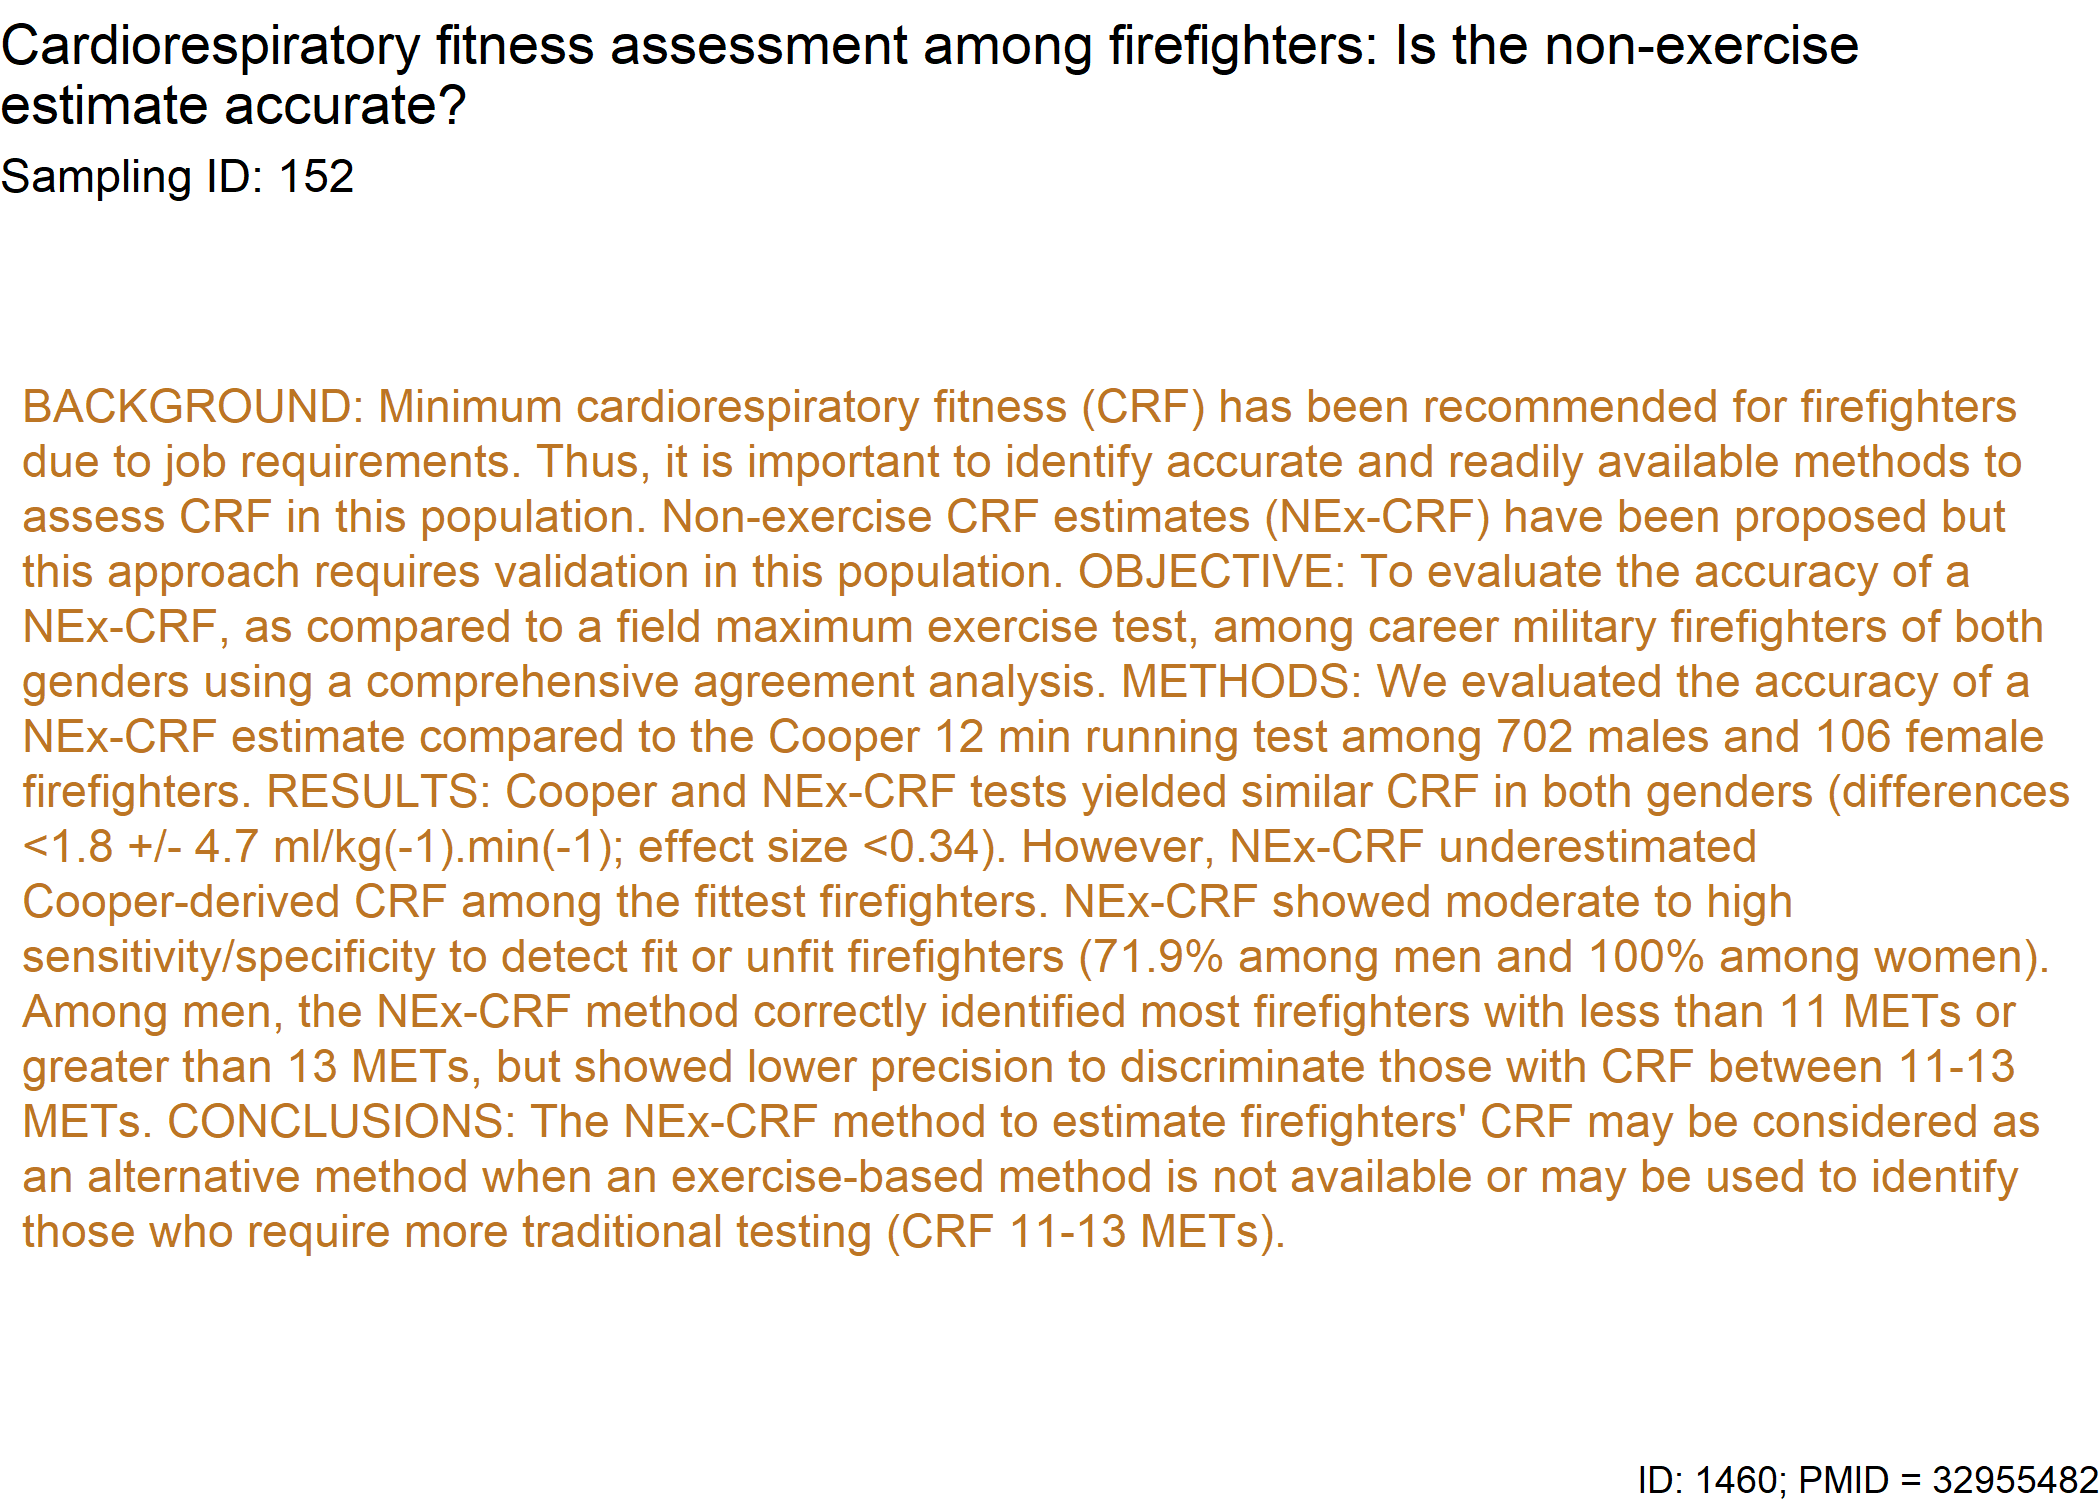 Cardiorespiratory fitness assessment among firefighters: Is the non-exercise
estimate accurate?
Sampling ID: 152
BACKGROUND: Minimum cardiorespiratory fitness (CRF) has been recommended for firefighters
due to job requirements. Thus, it is important to identify accurate and readily available methods to
assess CRF in this population. Non-exercise CRF estimates (NEx-CRF) have been proposed but
this approach requires validation in this population. OBJECTIVE: To evaluate the accuracy of a
NEx-CRF, as compared to a field maximum exercise test, among career military firefighters of both
genders using a comprehensive agreement analysis. METHODS: We evaluated the accuracy of a
NEx-CRF estimate compared to the Cooper 12 min running test among 702 males and 106 female
firefighters. RESULTS: Cooper and NEx-CRF tests yielded similar CRF in both genders (differences
<1.8 +/- 4.7 ml/kg(-1).min(-1); effect size <0.34). However, NEx-CRF underestimated
Cooper-derived CRF among the fittest firefighters. NEx-CRF showed moderate to high
sensitivity/specificity to detect fit or unfit firefighters (71.9% among men and 100% among women).
Among men, the NEx-CRF method correctly identified most firefighters with less than 11 METs or
greater than 13 METs, but showed lower precision to discriminate those with CRF between 11-13
METs. CONCLUSIONS: The NEx-CRF method to estimate firefighters' CRF may be considered as
an alternative method when an exercise-based method is not available or may be used to identify
those who require more traditional testing (CRF 11-13 METs).
ID: 1460; PMID = 32955482